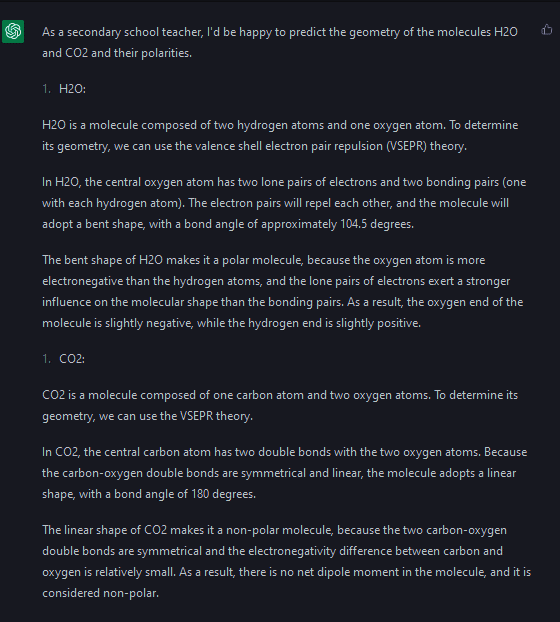 As a secondary school teacher, I'd be happy to predict the geometry of the molecules H2O
and CO2 and their polarities.
1. H2O:
H2O is a molecule composed of two hydrogen atoms and one oxygen atom. To determine
its geometry, we can use the valence shell electron pair repulsion (VSEPR) theory.
In H2O, the central oxygen atom has two lone pairs of electrons and two bonding pairs (one
with each hydrogen atom). The electron pairs will repel each other, and the molecule will
adopt a bent shape, with a bond angle of approximately 104.5 degrees.
The bent shape of H2O makes it a polar molecule, because the oxygen atom is more
electronegative than the hydrogen atoms, and the lone pairs of electrons exert a stronger
influence on the molecular shape than the bonding pairs. As a result, the oxygen end of the
molecule is slightly negative, while the hydrogen end is slightly positive.
1. CO2:
CO2 is a molecule composed of one carbon atom and two oxygen atoms. To determine its
geometry, we can use the VSEPR theory.
In CO2, the central carbon atom has two double bonds with the two oxygen atoms. Because
the carbon-oxygen double bonds are symmetrical and linear, the molecule adopts a linear
shape, with a bond angle of 180 degrees.
The linear shape of CO2 makes it a non-polar molecule, because the two carbon-oxygen
double bonds are symmetrical and the electronegativity difference between carbon and
oxygen is relatively small. As a result, there is no net dipole moment in the molecule, and it is
considered non-polar.